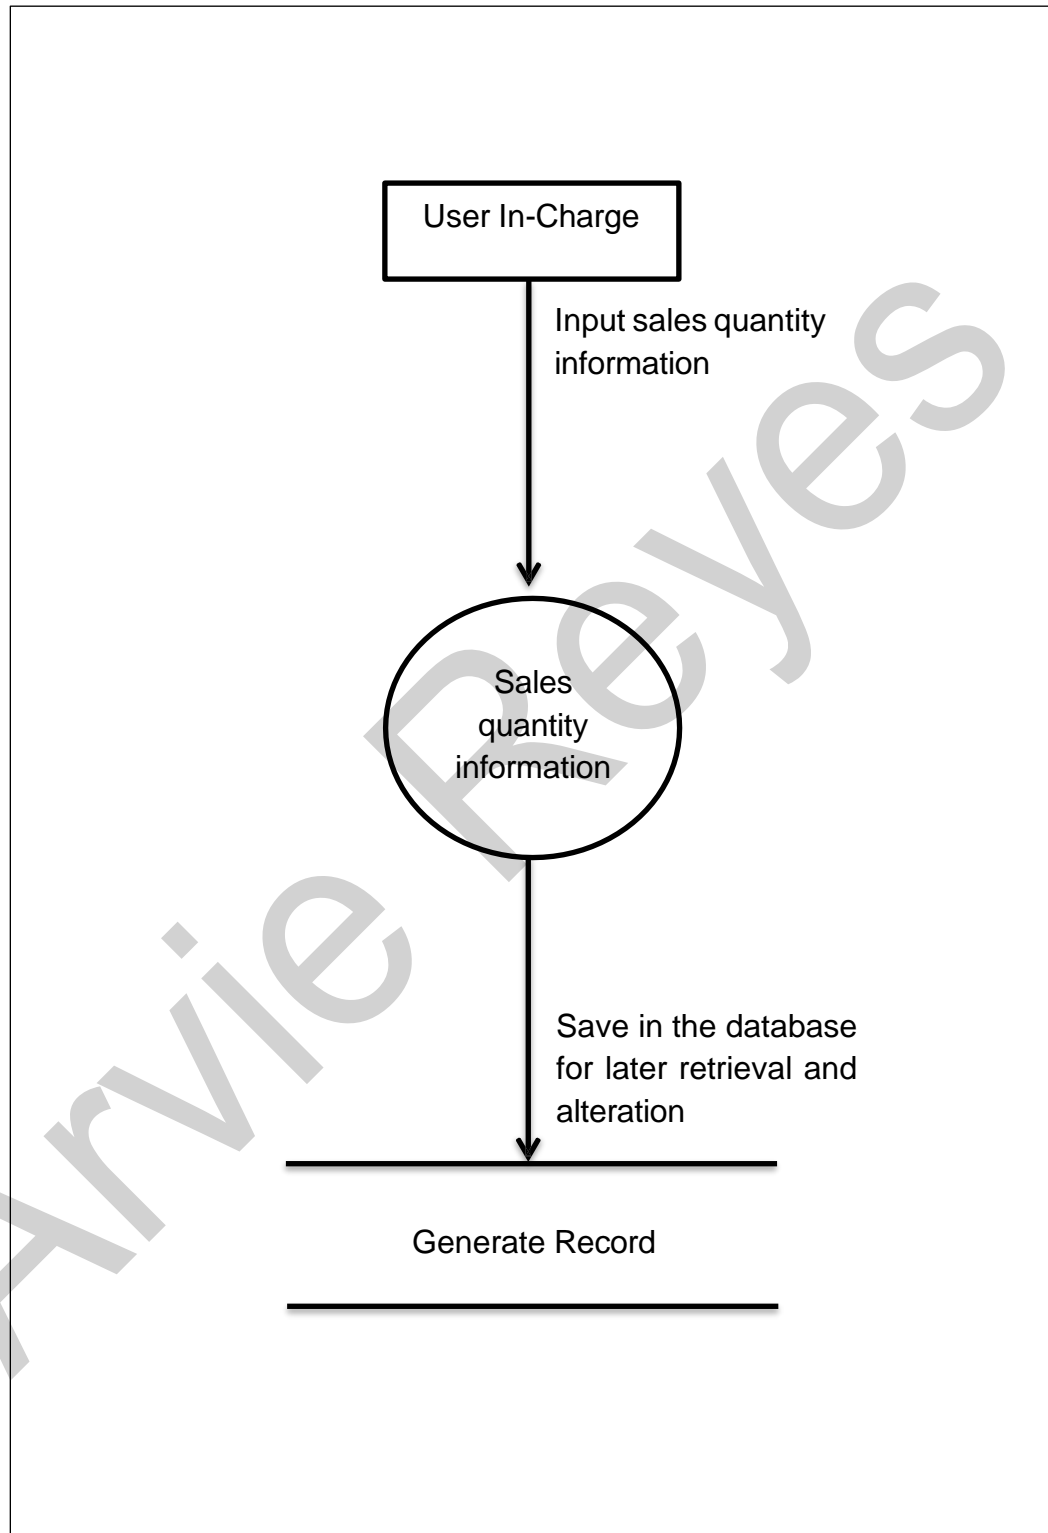 User In-Charge
Input sales quantity
information
Sales
quantity
information
Save in the database
for later retrieval and
alteration
Generate Record
Arvie Reyes